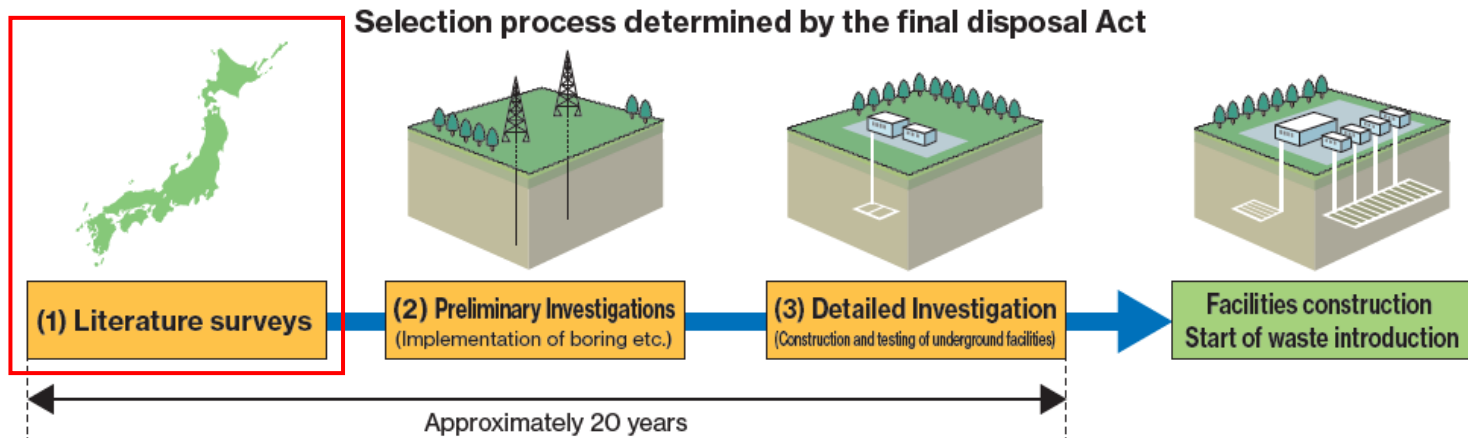 Selection process determined by the final disposal Act
(1) Literature surveys
(2) Preliminary Investigations
(Implementation of boring etc.)
(3) Detailed Investigation
(Construction and testing of underground facilities)
Facilities construction
Start of waste introduction
Approximately 20 years